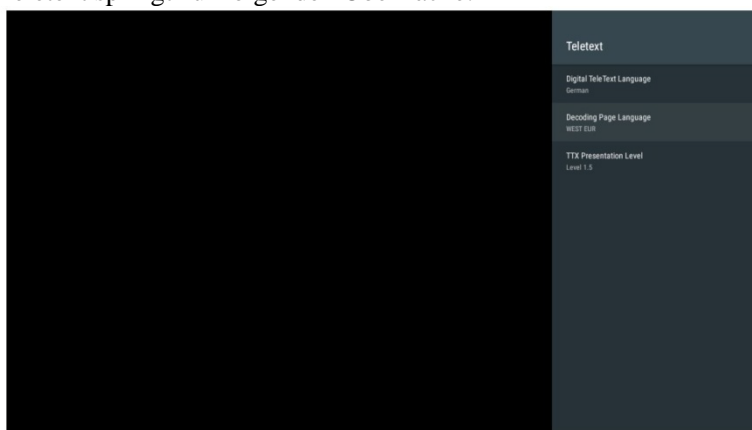 Teletext
Digital TeleText Language
German
Decoding Page Language
WEST EUR
TTX Presentation Level
Level 1.5